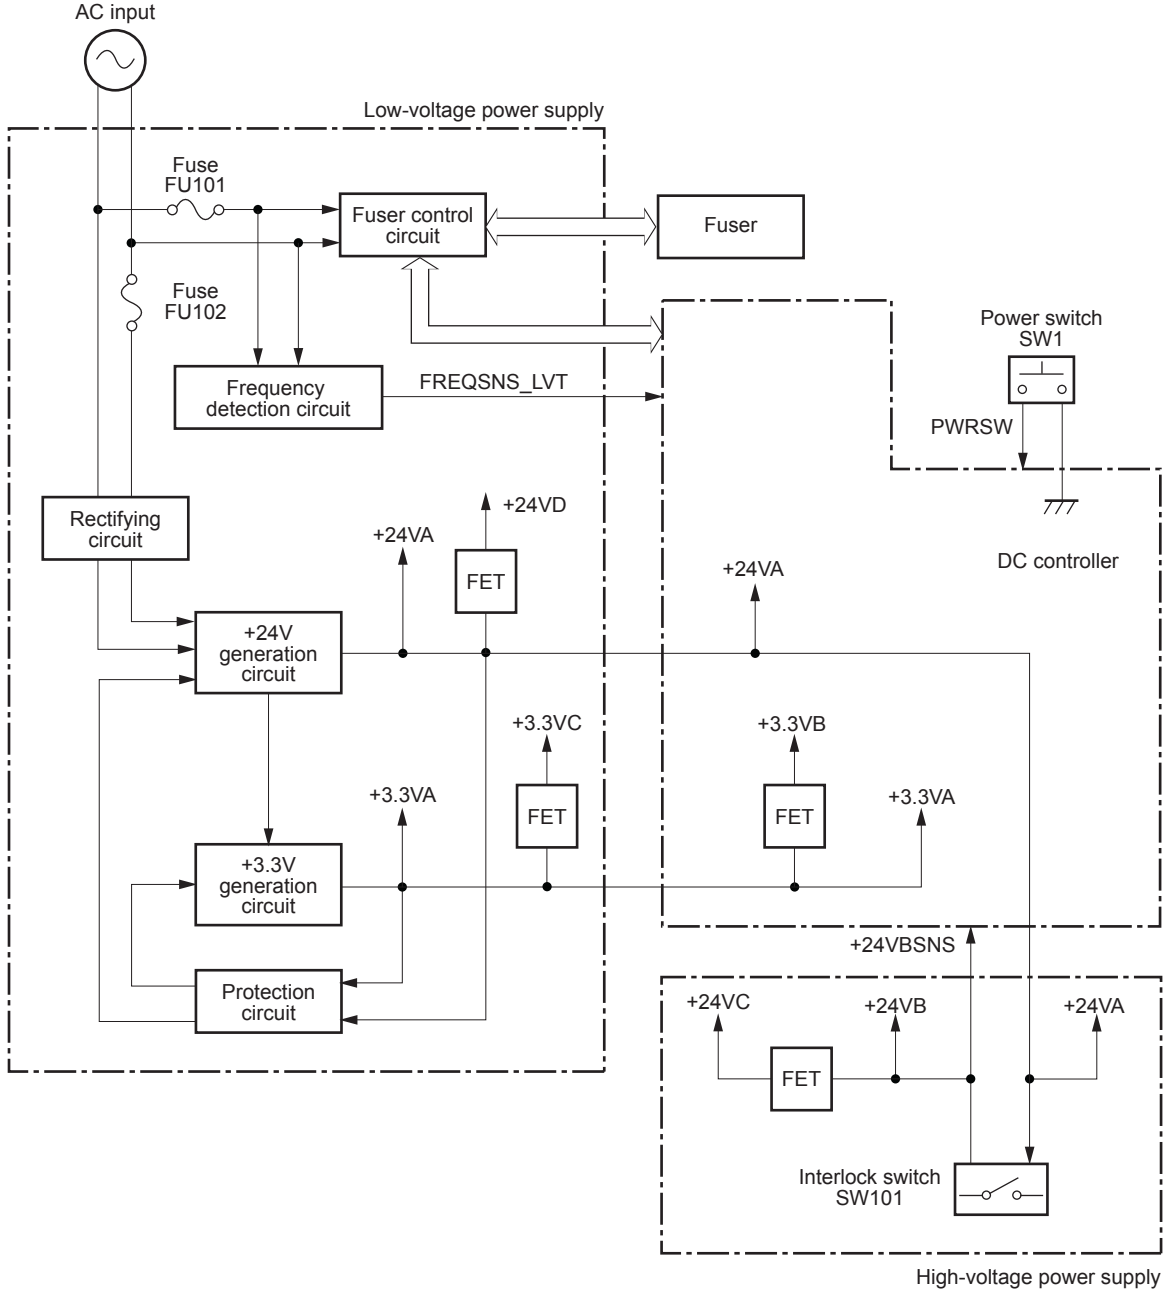 AC input
Low-voltage power supply
Fuse
FU101
Fuser control
circuit
Fuser
Fuse
FU102
Power switch
SW1
Frequency
detection circuit
FREQSNS_LVT
PWRSW
Rectifying
circuit
+24VD
+24VA
FET
DC controller
+24VA
+24V
generation
circuit
+3.3VC
+3.3VB
+3.3VA
+3.3VA
FET
FET
+3.3V
generation
circuit
+24VBSNS
Protection
circuit
+24VC
+24VB
+24VA
FET
Interlock switch
SW101
High-voltage power supply